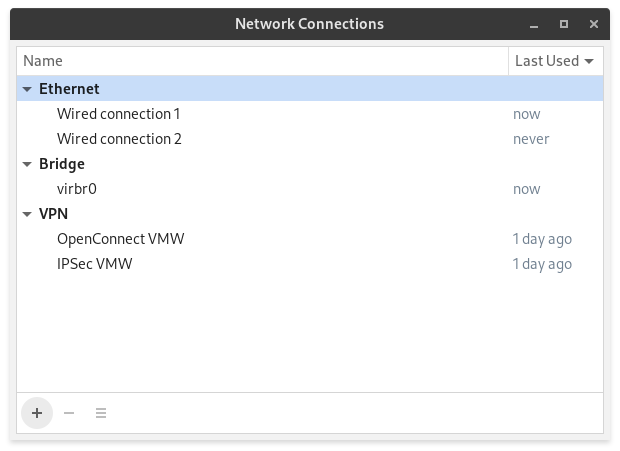 Network Connections
Name Last Used
Ethernet
Wired connection 1 now
Wired connection 2 never
Bridge
virbr0 now
VPN
OpenConnect VMW 1 day ago
IPSec VMW 1 day ago